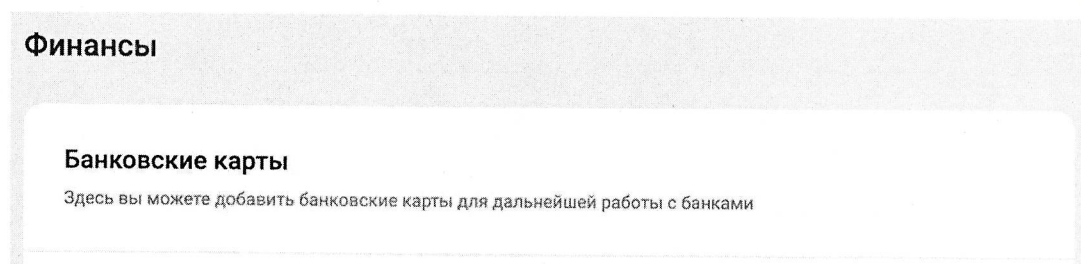 Финансы
Банковские карты
Здесь вы можете добавить банковские карты для дальнейшей работы с банками